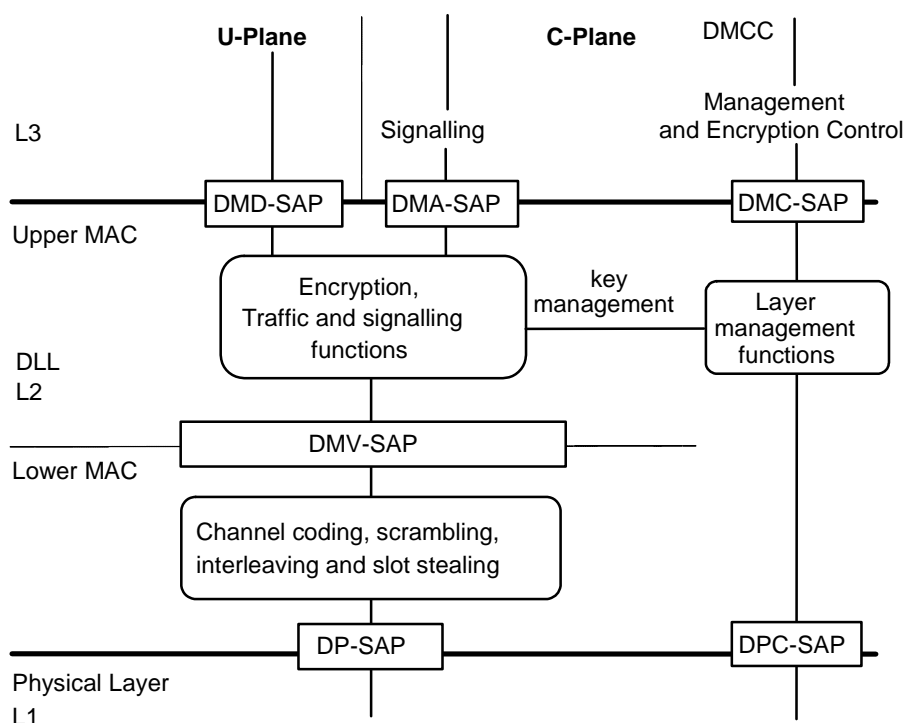 U-Plane
C-Plane
DMCC
L3
Signalling
Management
and Encryption Control
DMD-SAP
DMA-SAP
DMC-SAP
Upper MAC
Encryption,
Traffic and signalling
functions
key
management
Layer
management
functions
DLL
L2
DMV-SAP
Lower MAC
Channel coding, scrambling,
interleaving and slot stealing
DP-SAP
DPC-SAP
Physical Layer
L1